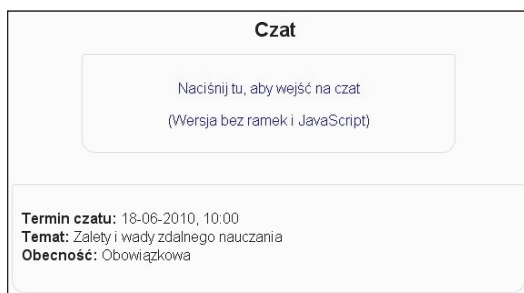 Czat
Naciśnij tu, aby wejść na czat
(Wersja bez ramek i JavaScript)
Termin czatu: 18-06-2010, 10:00
Temat: Zalety i wady zdalnego nauczania
Obecność: Obowiązkowa